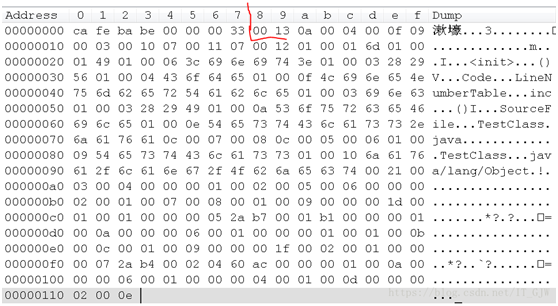 Address 0 1 2 3 4 5 6 7 8 9 a b c d e f Dump
00000000 ca fe ba be 00 00 00 33 00 13 0a 00 04 00 0f 09 漱壕...3........
00000010 00 03 00 10 07 00 11 07 00 12 01 00 01 6d 01 00 .............m..
00000020 01 49 01 00 06 3c 69 6e 69 74 3e 01 00 03 28 29 .I...<init>...()
00000030 56 01 00 04 43 6f 64 65 01 00 0f 4c 69 6e 65 4e V...Code...LineN
00000040 75 6d 62 65 72 54 61 62 6c 65 01 00 03 69 6e 63 umberTable...inc
00000050 01 00 03 28 29 49 01 00 0a 53 6f 75 72 63 65 46 ...()I...SourceF
00000060 69 6c 65 01 00 0e 54 65 73 74 43 6c 61 73 73 2e ile...TestClass.
00000070 6a 61 76 61 0c 00 07 00 08 0c 00 05 00 06 01 00 java............
00000080 09 54 65 73 74 43 6c 61 73 73 01 00 10 6a 61 76 .TestClass...jav
00000090 61 2f 6c 61 6e 67 2f 4f 62 6a 65 63 74 00 21 00 a/lang/Object.!.
000000a0 03 00 04 00 00 00 01 00 02 00 05 00 06 00 00 00 ................
000000b0 02 00 01 00 07 00 08 00 01 00 09 00 00 00 1d 00 ................
000000c0 01 00 01 00 00 00 05 2a b7 00 01 b1 00 00 00 01 .......*?.?...□=
000000d0 00 0a 00 00 00 06 00 01 00 00 00 01 00 01 00 0b ................
000000e0 00 0c 00 01 00 09 00 00 00 1f 00 02 00 01 00 00 ................
000000f0 00 07 2a b4 00 02 04 60 ac 00 00 00 01 00 0a 00 ..*?..`?......□=
00000100 00 00 06 00 01 00 00 00 04 00 01 00 0d 00 00 00 ................
00000110 02 00 0e ...